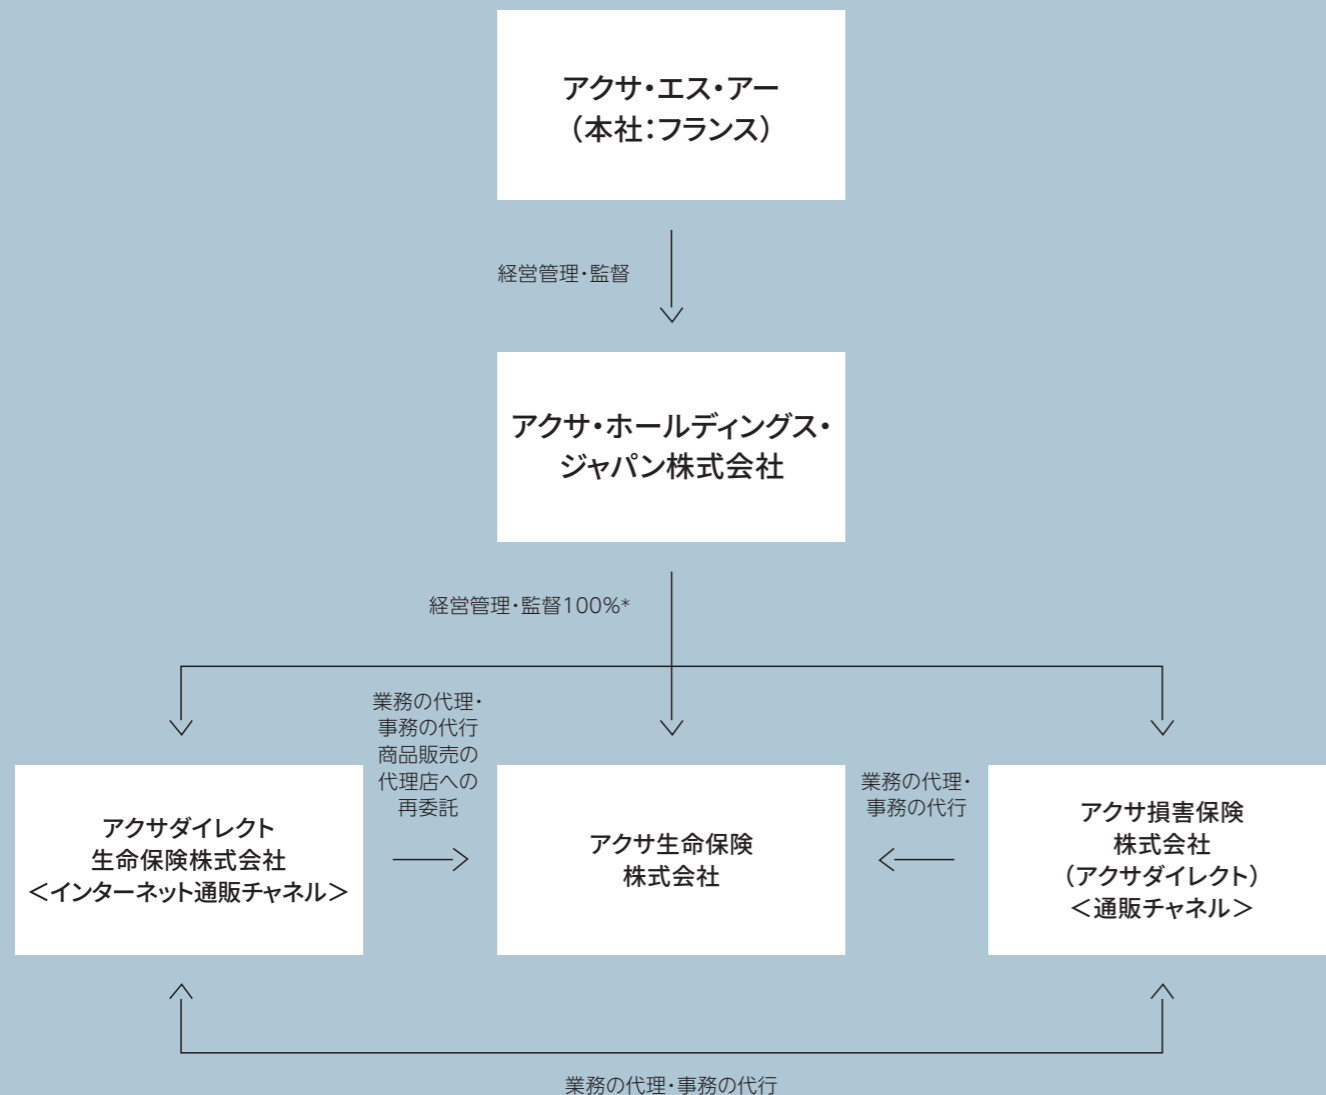 アクサ・エス・アー
（本社：フランス）
経営管理・監督
アクサ・ホールディングス・
ジャパン株式会社
経営管理・監督100%*
業務の代理・
事務の代行
商品販売の
代理店への
再委託
業務の代理・
事務の代行
アクサダイレクト
生命保険株式会社
＜インターネット通販チャネル＞
アクサ生命保険
株式会社
アクサ損害保険
株式会社
（アクサダイレクト）
＜通販チャネル＞
業務の代理・事務の代行